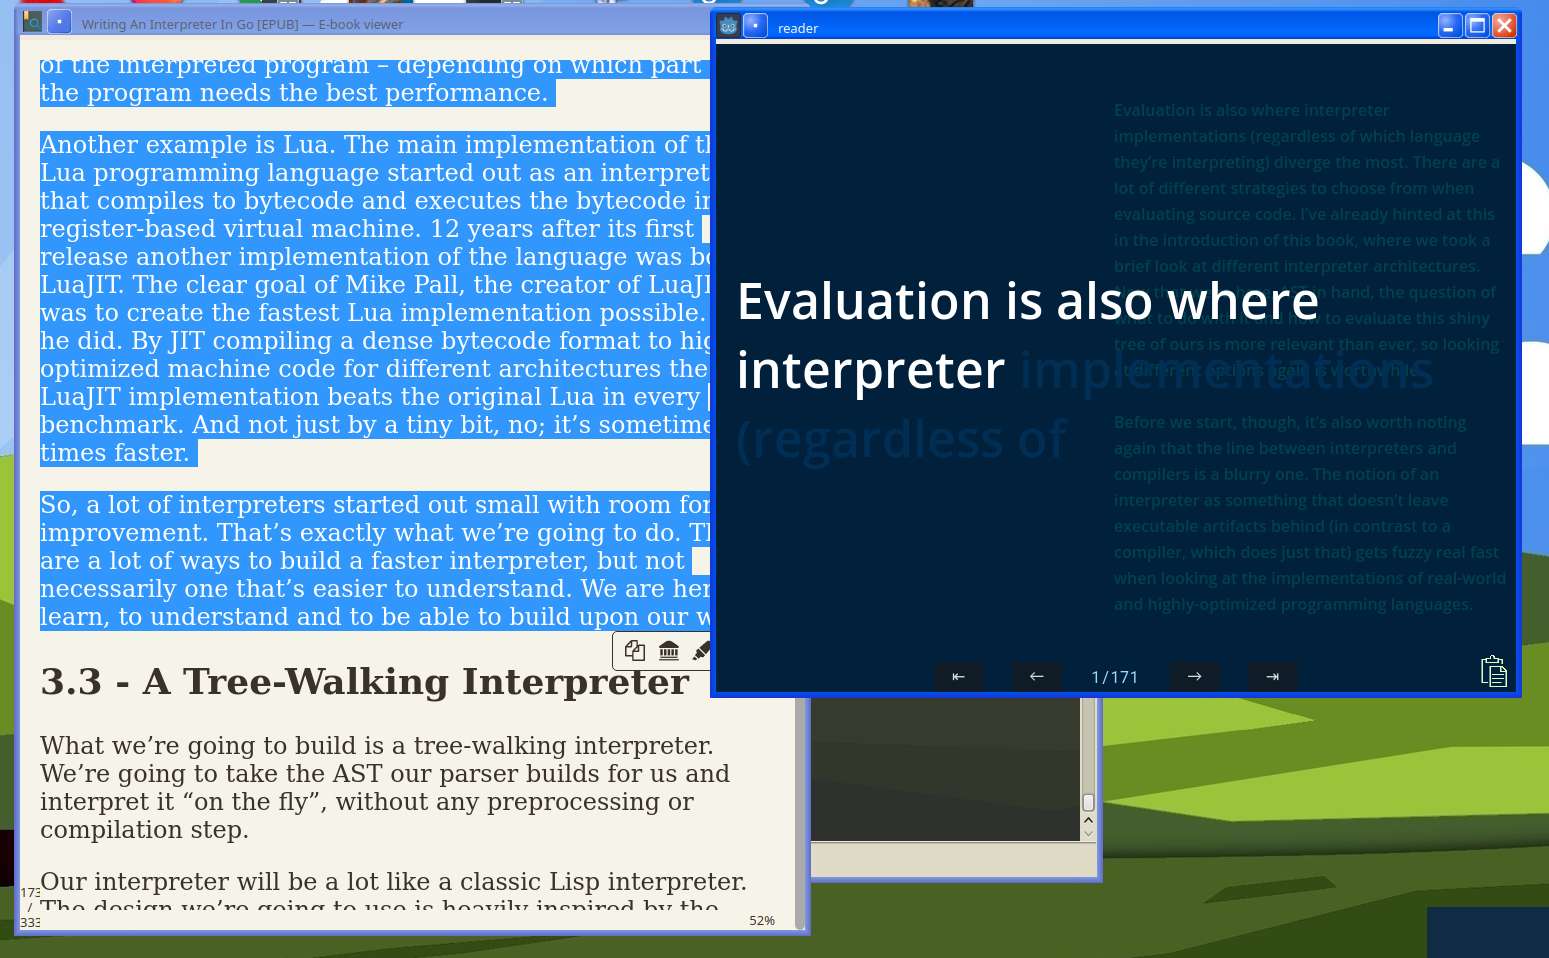 Writing An Interpreter In Go [EPUB] — E-book viewer
of the interpreted program – depending on which part
the program needs the best performance.
Another example is Lua. The main implementation of
Lua programming language started out as an interpret
that compiles to bytecode and executes the bytecode
register-based virtual machine. 12 years after its first
release another implementation of the language was
LuaJIT. The clear goal of Mike Pall, the creator of LuaJI
was to create the fastest Lua implementation possible.
he did. By JIT compiling a dense bytecode format to
optimized machine code for different architectures the
LuaJIT implementation beats the original Lua in every
benchmark. And not just by a tiny bit, no; it’s sometime
times faster.
So, a lot of interpreters started out small with room for
improvement. That’s exactly what we’re going to do.
are a lot of ways to build a faster interpreter, but not
necessarily one that’s easier to understand. We are
learn, to understand and to be able to build upon our
3.3 - A Tree-Walking Interpreter
What we’re going to build is a tree-walking interpreter.
We’re going to take the AST our parser builds for us and
interpret it “on the fly”, without any preprocessing or
compilation step.
Our interpreter will be a lot like a classic Lisp interpreter.
The design we’re going to use is heavily inspired by the
173
/
333
52%
reader
Evaluation is also where
interpreter implementations
(regardless of
Evaluation is also where interpreter
implementations (regardless of which language
they’re interpreting) diverge the most. There are a
lot of different strategies to choose from when
evaluating source code. I’ve already hinted at this
in the introduction of this book, where we took a
brief look at different interpreter architectures.
hand, the question of
what to do with it and how to evaluate this shiny
tree of ours is more relevant than ever, so looking
at different options again is worthwhile.
Before we start, though, it’s also worth noting
again that the line between interpreters and
compilers is a blurry one. The notion of an
interpreter as something that doesn’t leave
executable artifacts behind (in contrast to a
compiler, which does just that) gets fuzzy real fast
when looking at the implementations of real-world
and highly-optimized programming languages.
1/171